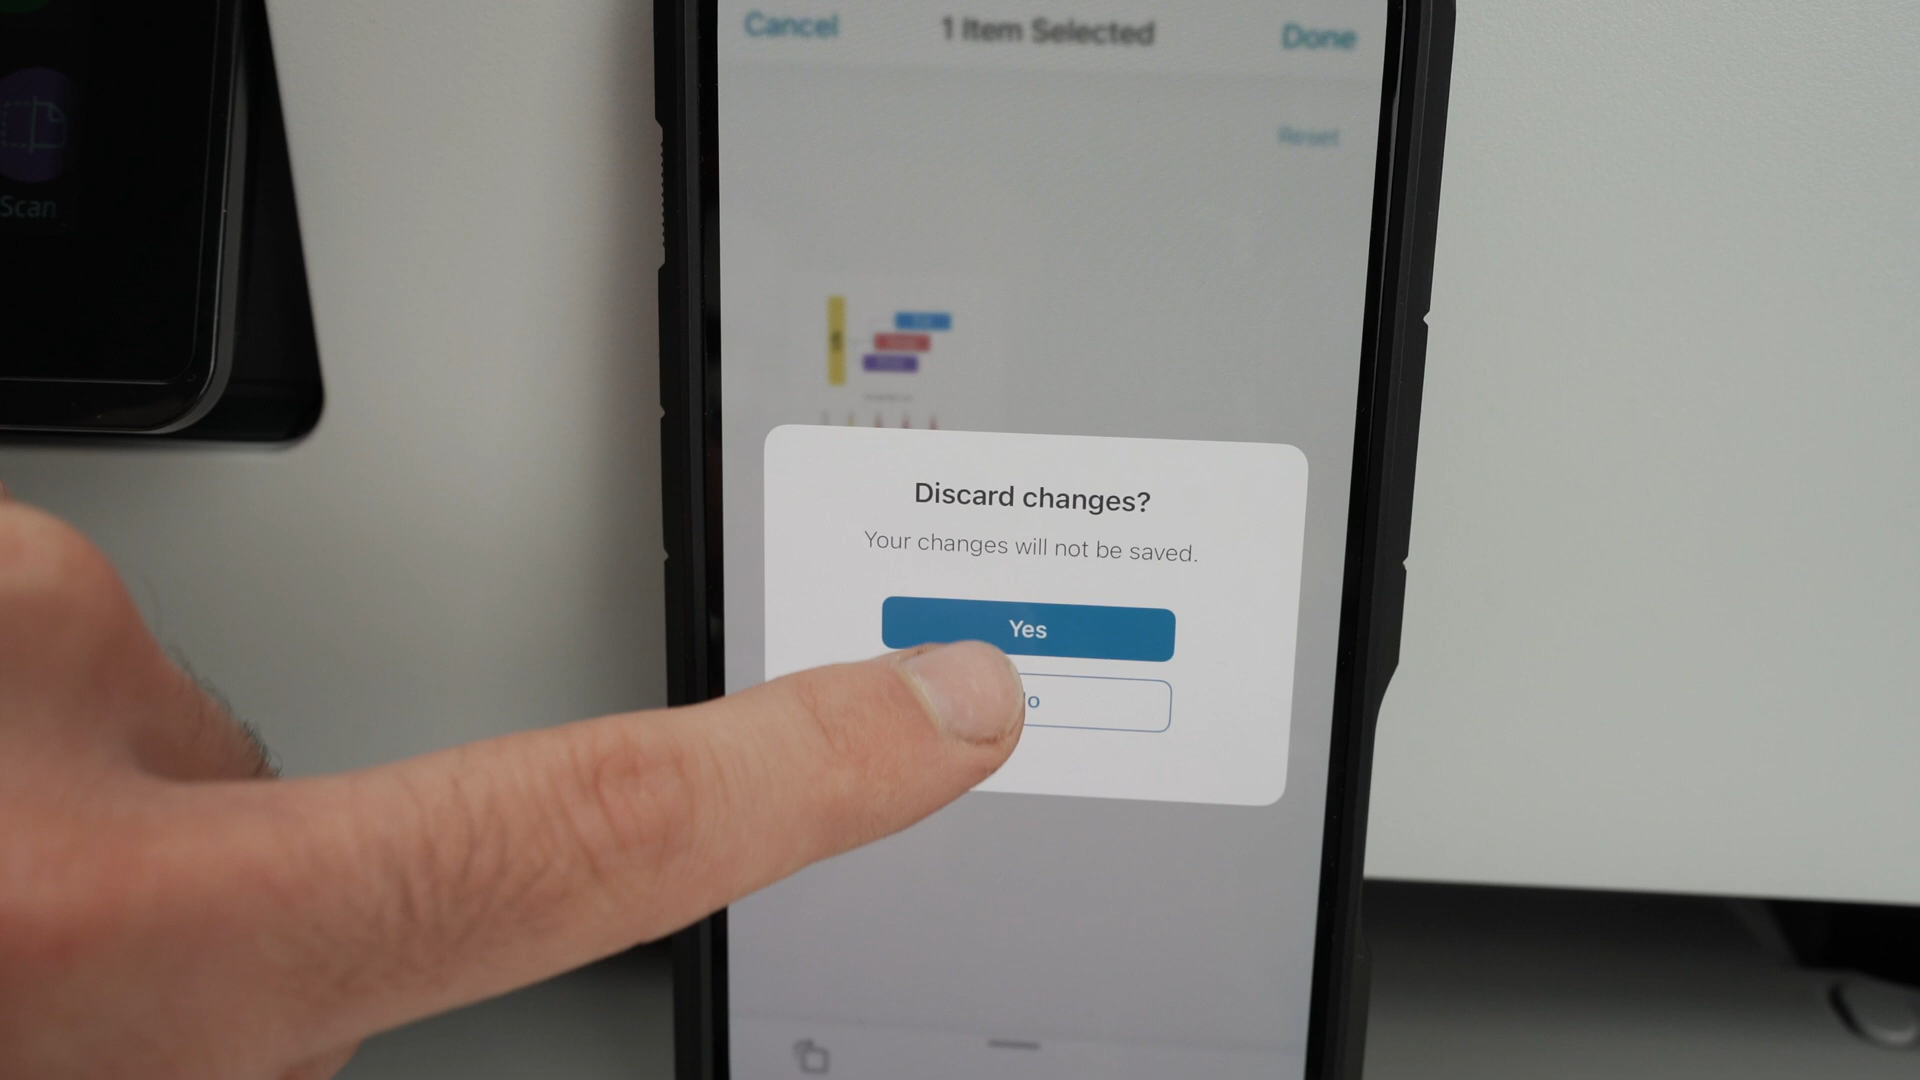 Cancel
1 Item Selected
Done
Reset
Scan
Discard changes?
Your changes will not be saved.
Yes
o